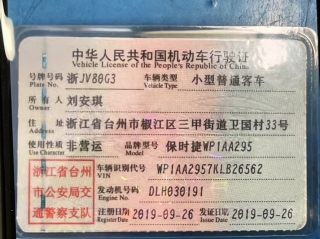 中华人民共和国机动车行驶证
Vehicle License of the People's Republic of China
号牌号码 浙JV80G3 车辆类型 小型普通客车
Plate No. Vehicle Type
所有人 刘安琪
Owner
住址 浙江省台州市椒江区三甲街道卫国村33号
Address
使用性质 非营运 品牌型号 保时捷WP1AA295
Use Character Model
浙江省台州市公安局交通警察支队
车辆识别代号 WP1AA2957KLB26562
VIN
发动机号码 DLH030191
Engine No.
注册日期 2019-09-26 发证日期 2019-09-26
Register Date Issue Date